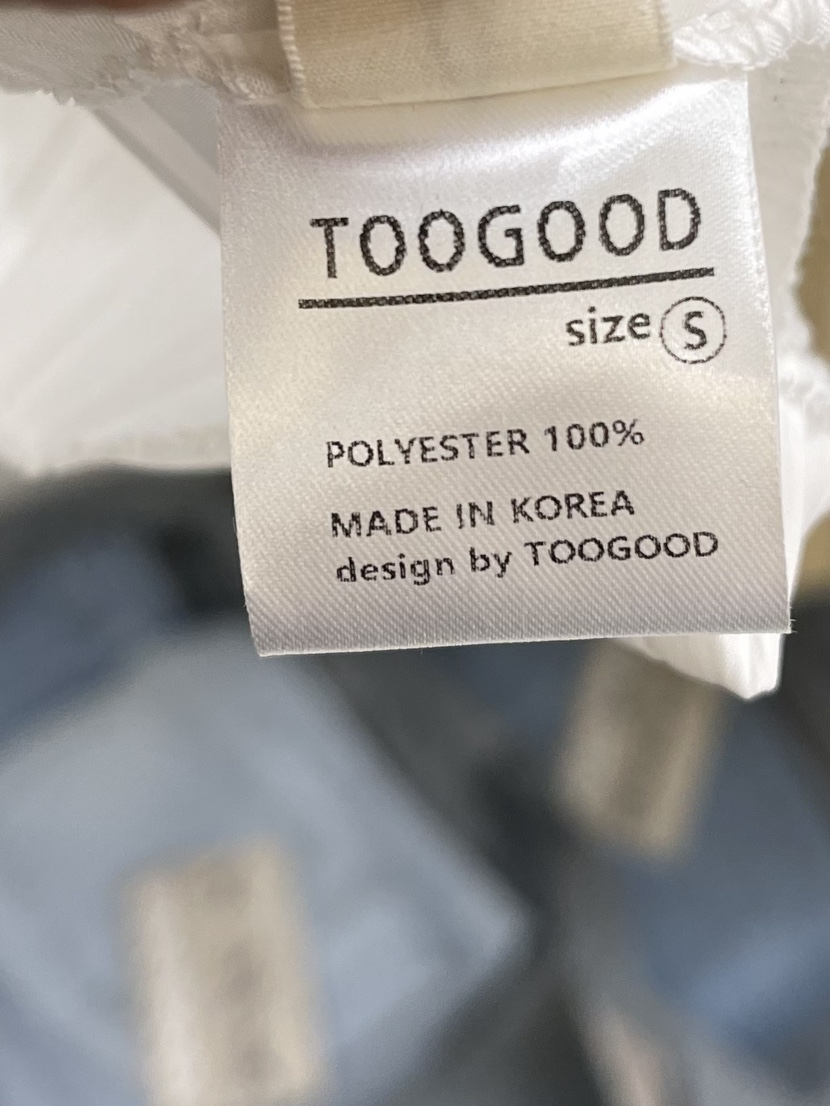 TOOGOOD
size S
POLYESTER 100%
MADE IN KOREA
design by TOOGOOD